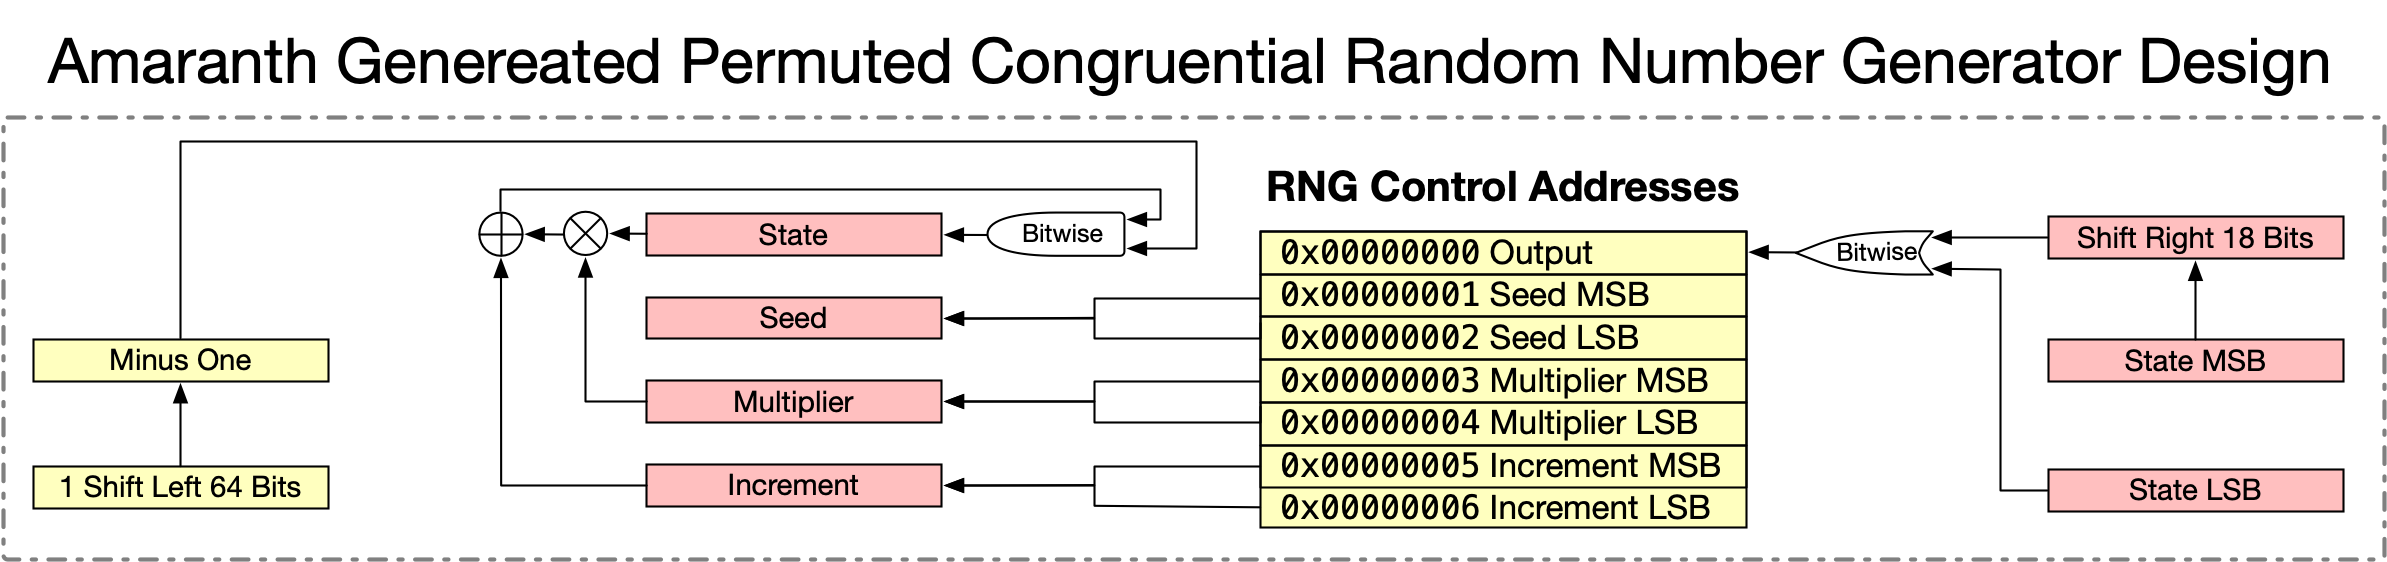 Amaranth Genereated Permuted Congruential Random Number Generator Design
RNG Control Addresses
State
Bitwise
Seed
Multiplier
Increment
Minus One
1 Shift Left 64 Bits
0x00000000 Output
0x00000001 Seed MSB
0x00000002 Seed LSB
0x00000003 Multiplier MSB
0x00000004 Multiplier LSB
0x00000005 Increment MSB
0x00000006 Increment LSB
Bitwise
Shift Right 18 Bits
State MSB
State LSB